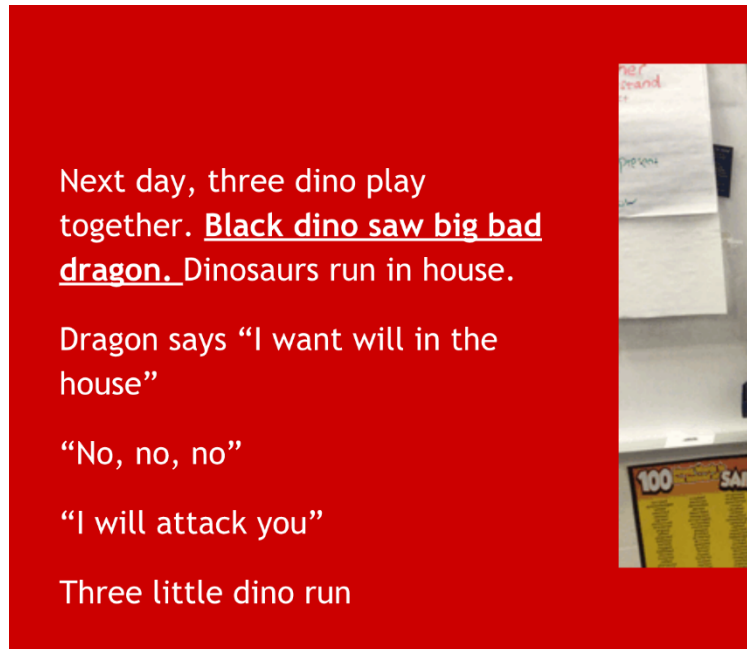 Next day, three dino play
together. Black dino saw big bad
dragon. Dinosaurs run in house.
Dragon says “I want will in the
house”
“No, no, no”
“I will attack you”
Three little dino run
100